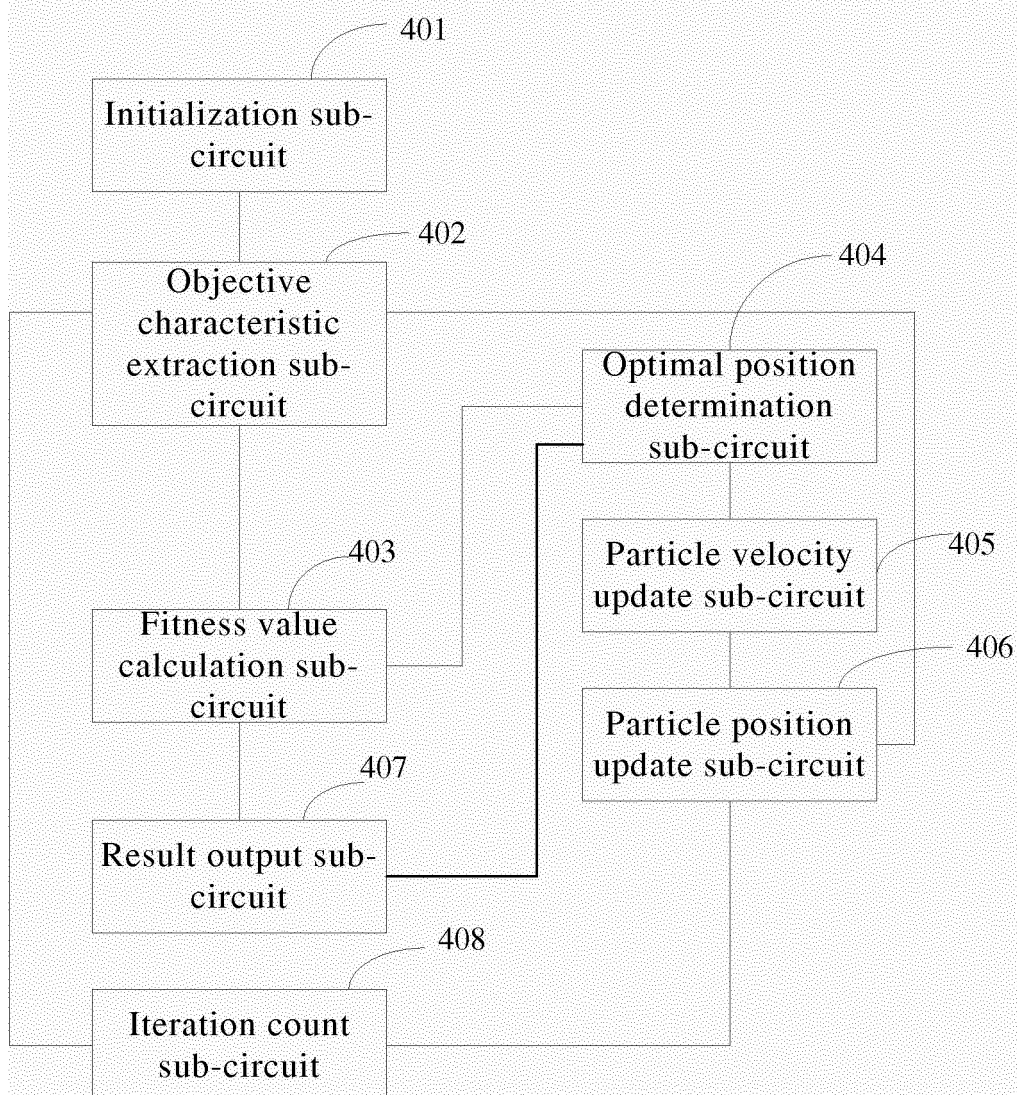 401
Initialization sub-
circuit
402
Objective
characteristic
extraction sub-
circuit
404
Optimal position
determination
sub-circuit
403
Fitness value
calculation sub-
circuit
Particle velocity
update sub-circuit
405
406
Particle position
update sub-circuit
407
Result output sub-
circuit
408
Iteration count
sub-circuit